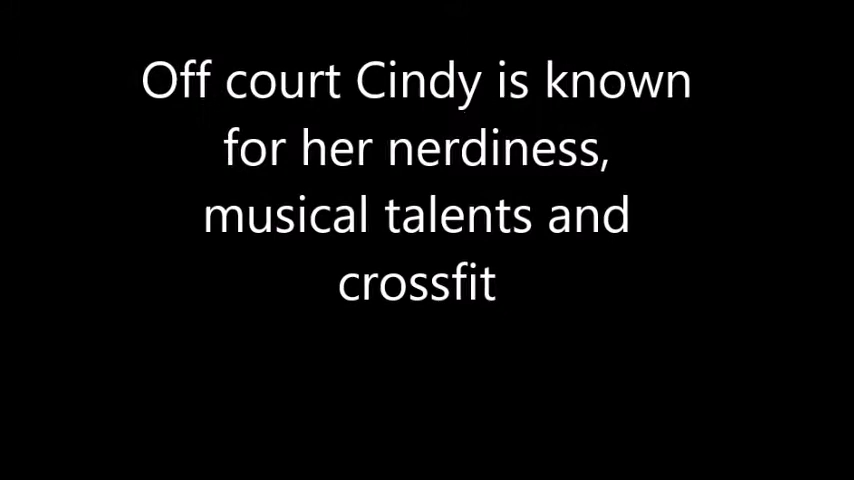 Off court Cindy is known
for her nerdiness,
musical talents and
crossfit